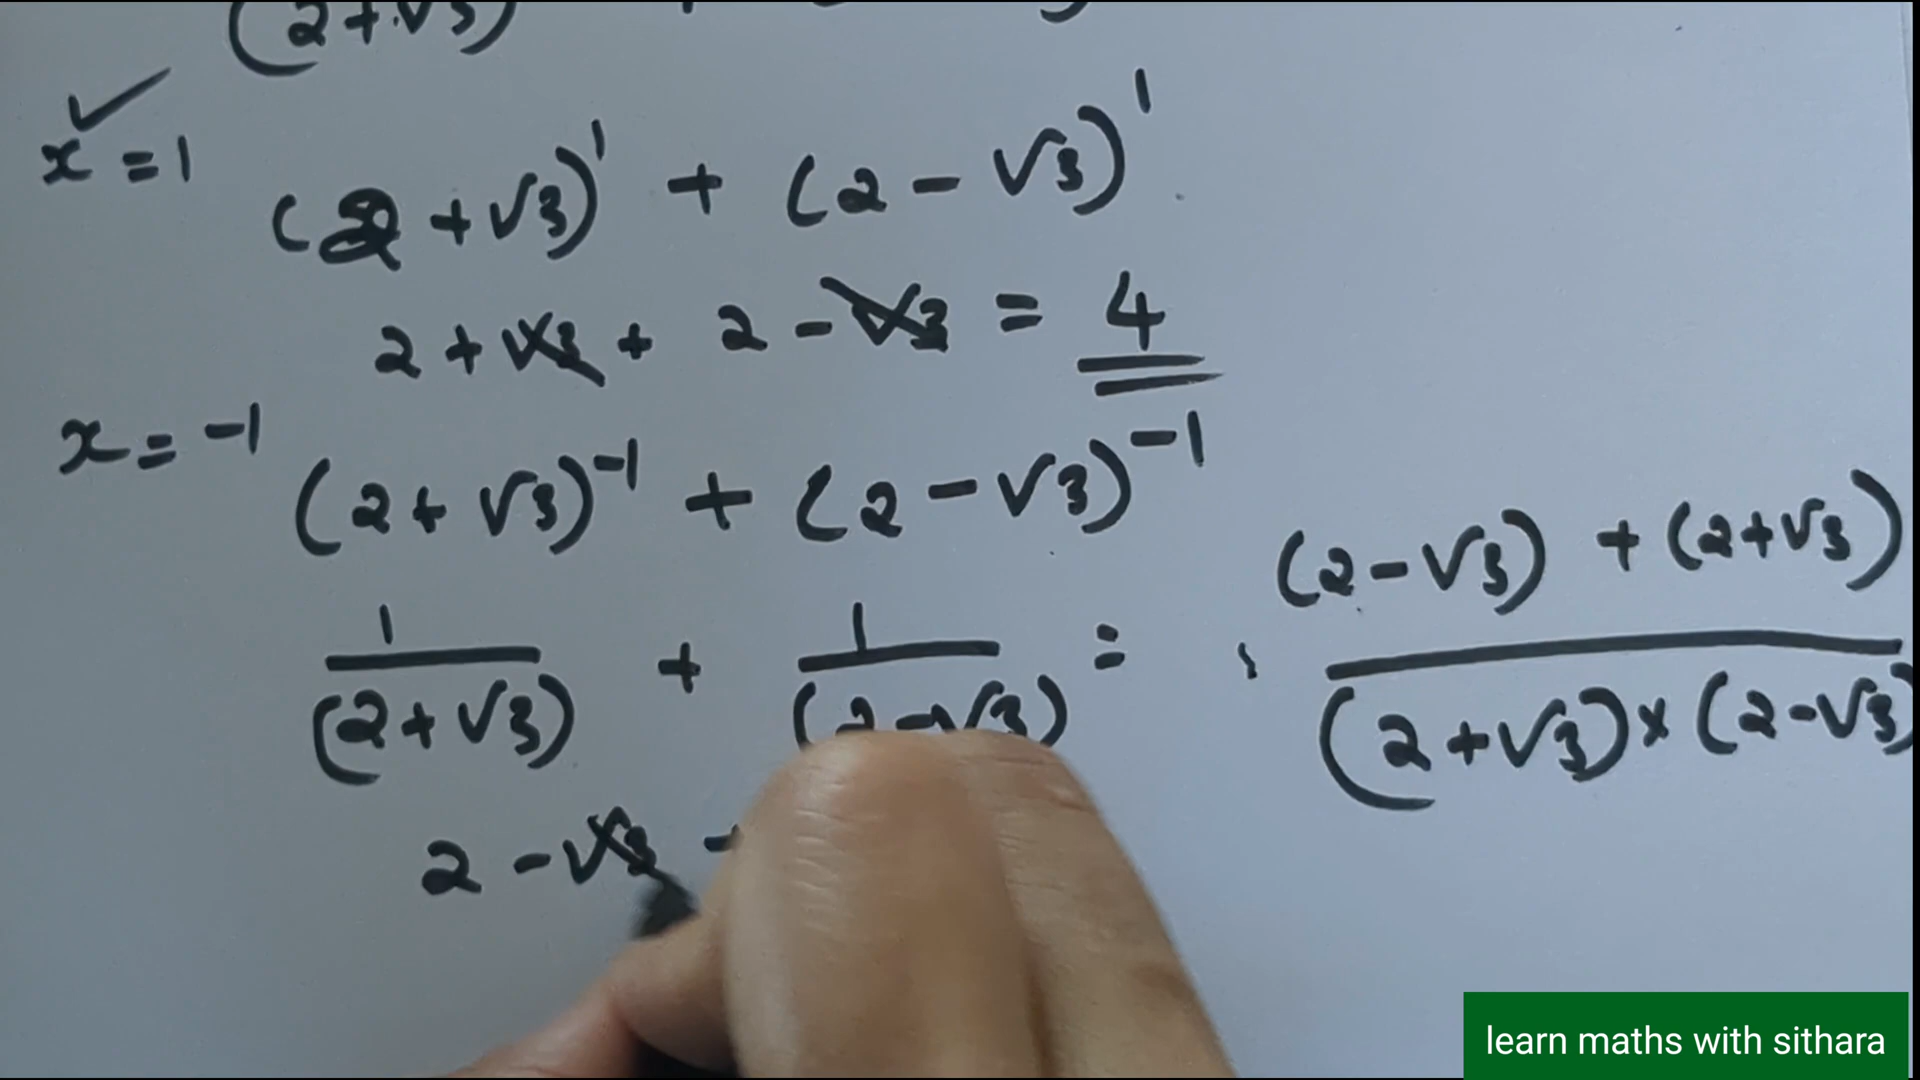 (2+√3)
✓
x=1
(2+√3)¹ + (2-√3)¹
2+√3+ 2-√3 = 4
x=-1 (2+√3)⁻¹ + (2-√3)⁻¹
(2-√3) + (2+√3)
1 + 1 =
(2+√3) (2-√3) (2+√3)×(2-√3)
2-√3
learn maths with sithara